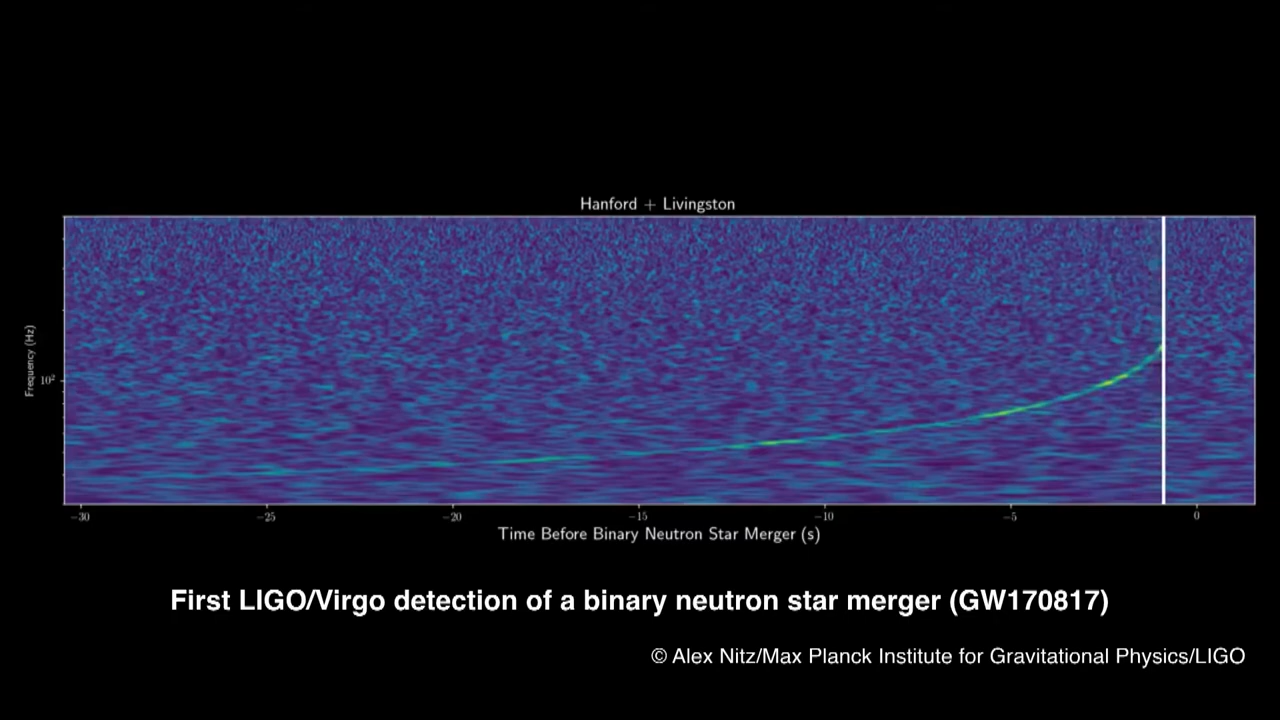 Hanford + Livingston
Frequency (Hz)
10²
−30 −25 −20 −15 −10 −5 0
Time Before Binary Neutron Star Merger (s)
First LIGO/Virgo detection of a binary neutron star merger (GW170817)
© Alex Nitz/Max Planck Institute for Gravitational Physics/LIGO